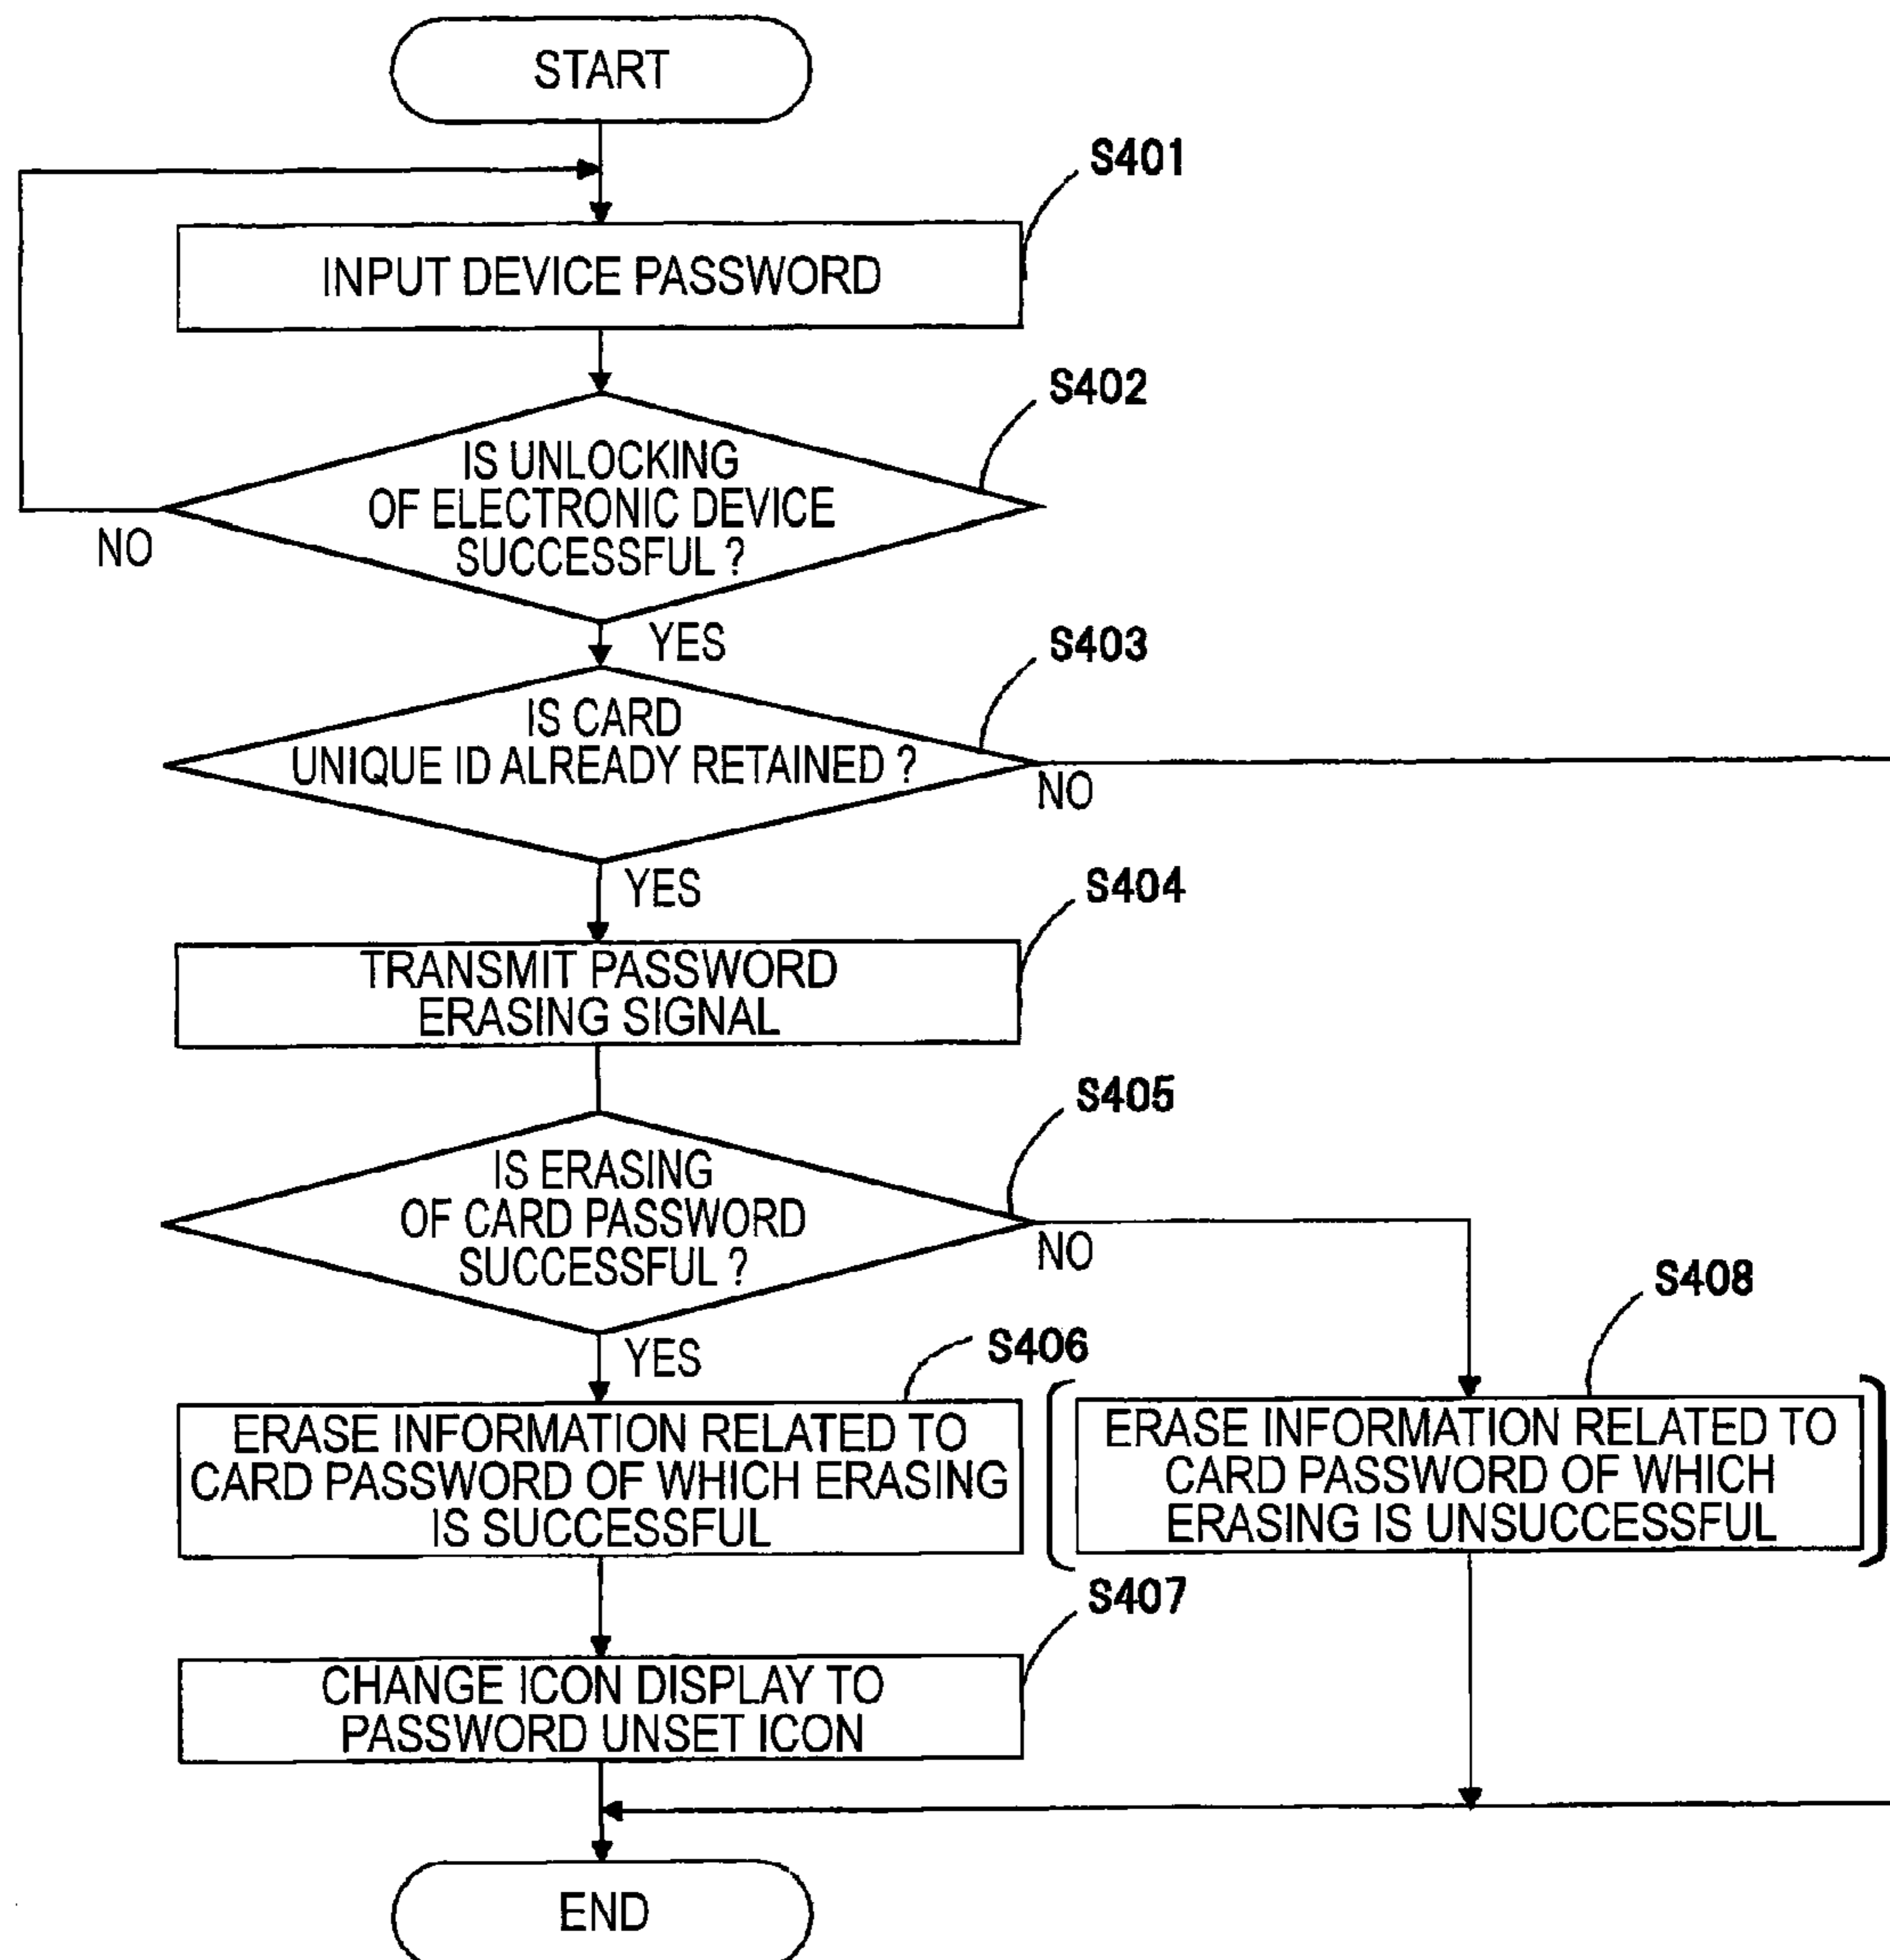 START
S401
INPUT DEVICE PASSWORD
S402
IS UNLOCKING
OF ELECTRONIC DEVICE
SUCCESSFUL ?
NO
YES
S403
IS CARD
UNIQUE ID ALREADY RETAINED ?
NO
YES
S404
TRANSMIT PASSWORD
ERASING SIGNAL
S405
IS ERASING
OF CARD PASSWORD
SUCCESSFUL ?
NO
YES
S406
ERASE INFORMATION RELATED TO
CARD PASSWORD OF WHICH ERASING
IS SUCCESSFUL
S408
ERASE INFORMATION RELATED TO
CARD PASSWORD OF WHICH
ERASING IS UNSUCCESSFUL
S407
CHANGE ICON DISPLAY TO
PASSWORD UNSET ICON
END